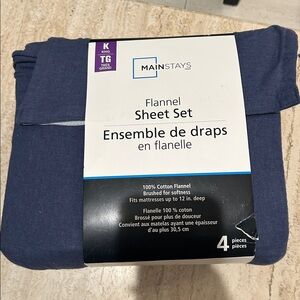 K
KING
TG
TRÈS
GRAND
MAINSTAYS
Flannel
Sheet Set
Ensemble de draps
en flanelle
100% Cotton Flannel
Brushed for softness
Fits mattresses up to 12 in. deep
Flanelle 100 % coton
Brossé pour plus de douceur
Convient aux matelas ayant une épaisseur
d'au plus 30,5 cm
4 pieces
pièces